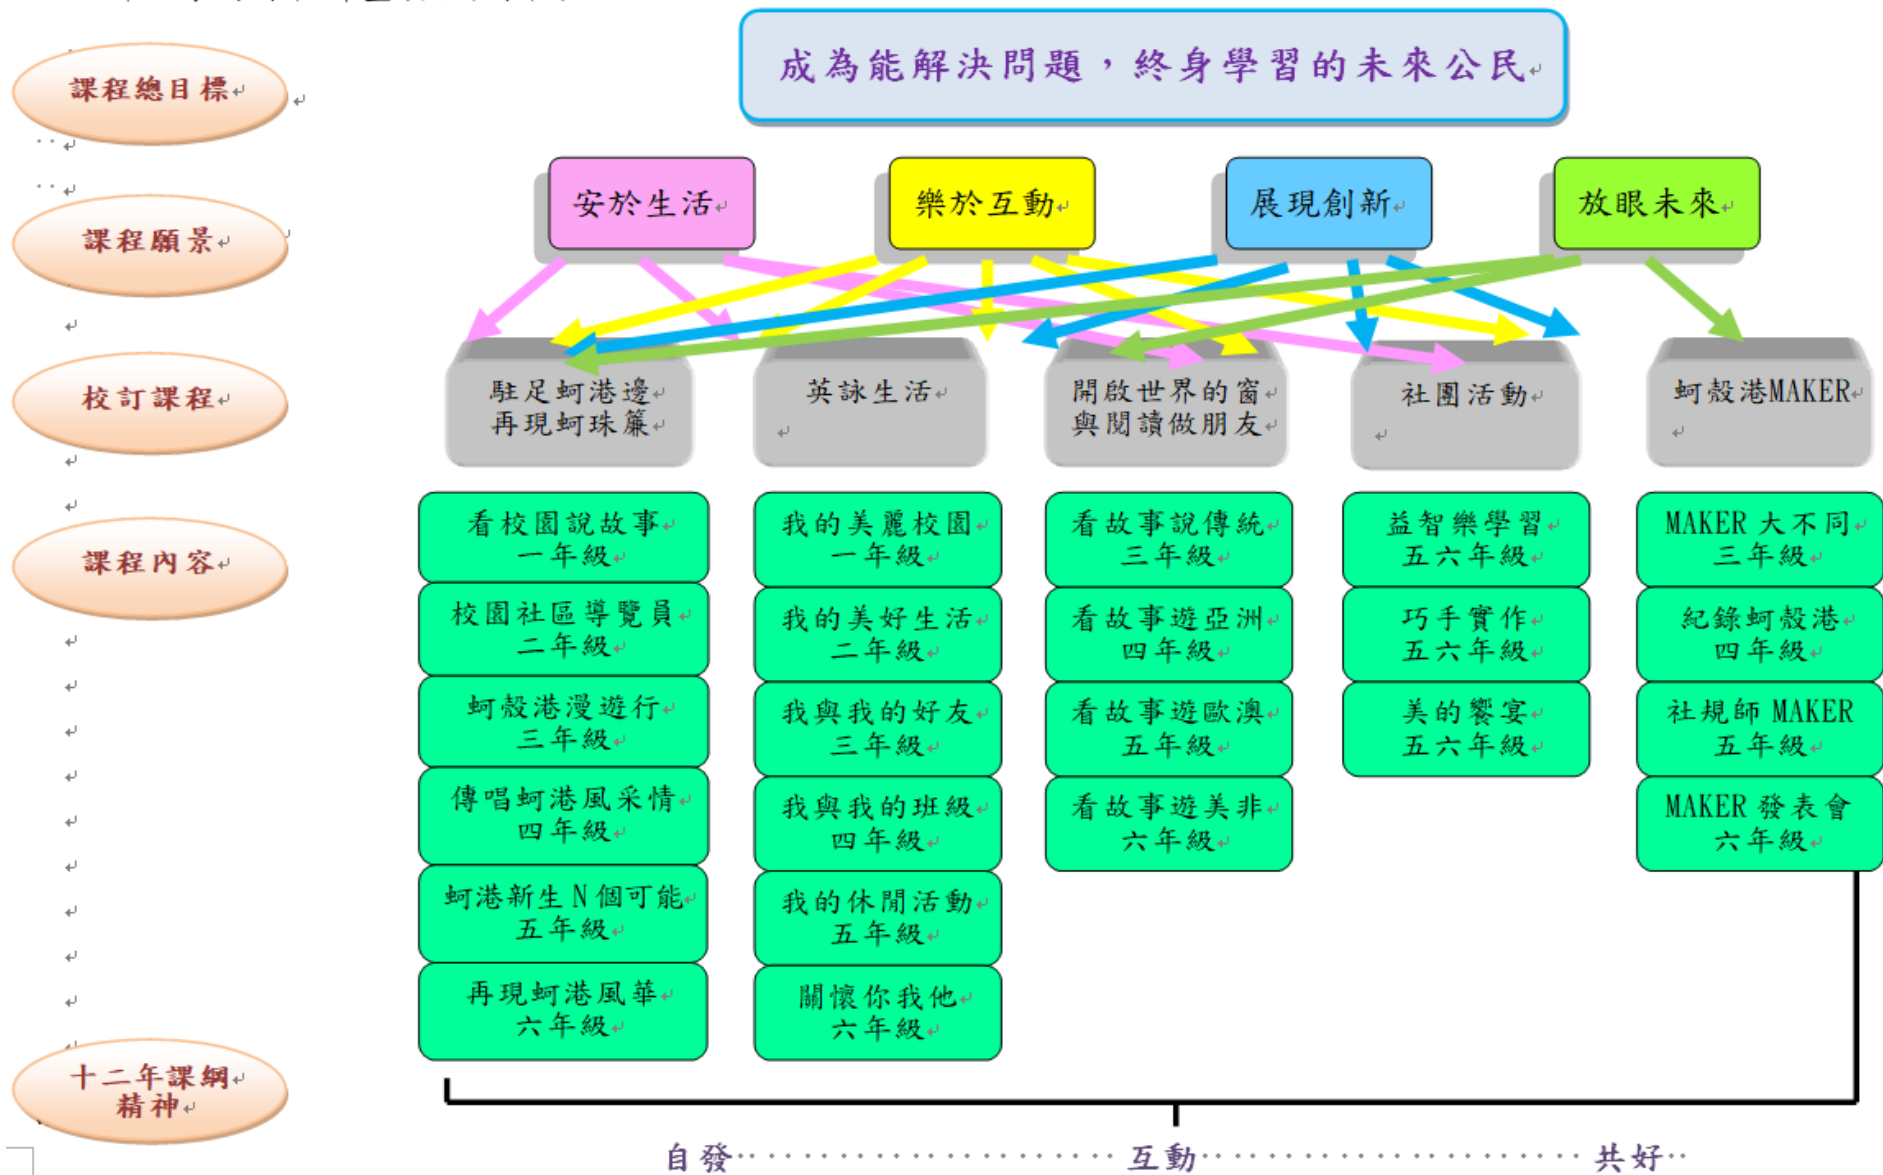 課程總目標
成為能解決問題，終身學習的未來公民
課程願景
安於生活
樂於互動
展現創新
放眼未來
校訂課程
駐足蚵港邊
再現蚵珠簾
英詠生活
開啟世界的窗
與閱讀做朋友
社團活動
蚵殼港MAKER
課程內容
看校園說故事
一年級
校園社區導覽員
二年級
蚵殼港漫遊行
三年級
傳唱蚵港風采情
四年級
蚵港新生N個可能
五年級
再現蚵港風華
六年級
我的美麗校園
一年級
我的美好生活
二年級
我與我的好友
三年級
我與我的班級
四年級
我的休閒活動
五年級
關懷你我他
六年級
看故事說傳統
三年級
看故事遊亞洲
四年級
看故事遊歐澳
五年級
看故事遊美非
六年級
益智樂學習
五六年級
巧手實作
五六年級
美的饗宴
五六年級
MAKER 大不同
三年級
紀錄蚵殼港
四年級
社規師 MAKER
五年級
MAKER 發表會
六年級
十二年課綱
精神
自發⋯⋯⋯⋯⋯⋯⋯⋯互動⋯⋯⋯⋯⋯⋯⋯⋯共好